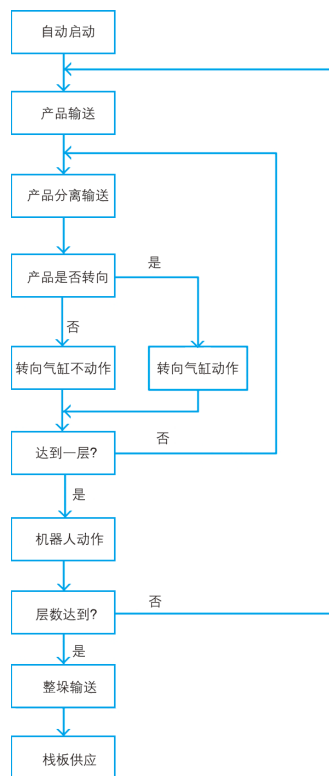 自动启动
产品输送
产品分离输送
产品是否转向
是
否
转向气缸不动作
转向气缸动作
达到一层?
否
是
机器人动作
层数达到?
否
是
整垛输送
栈板供应